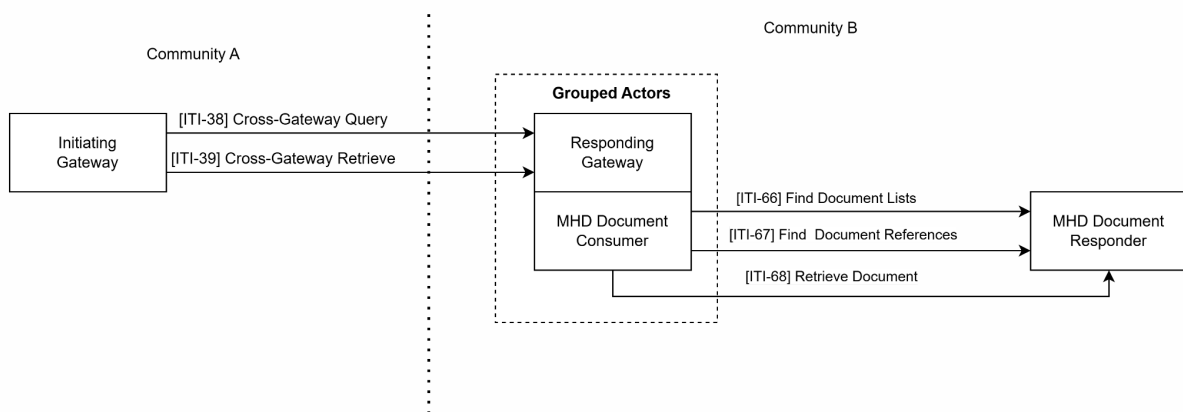 Community A
Community B
Grouped Actors
Initiating
Gateway
[ITI-38] Cross-Gateway Query
[ITI-39] Cross-Gateway Retrieve
Responding
Gateway
MHD Document
Consumer
[ITI-66] Find Document Lists
[ITI-67] Find  Document References
[ITI-68] Retrieve Document
MHD Document
Responder